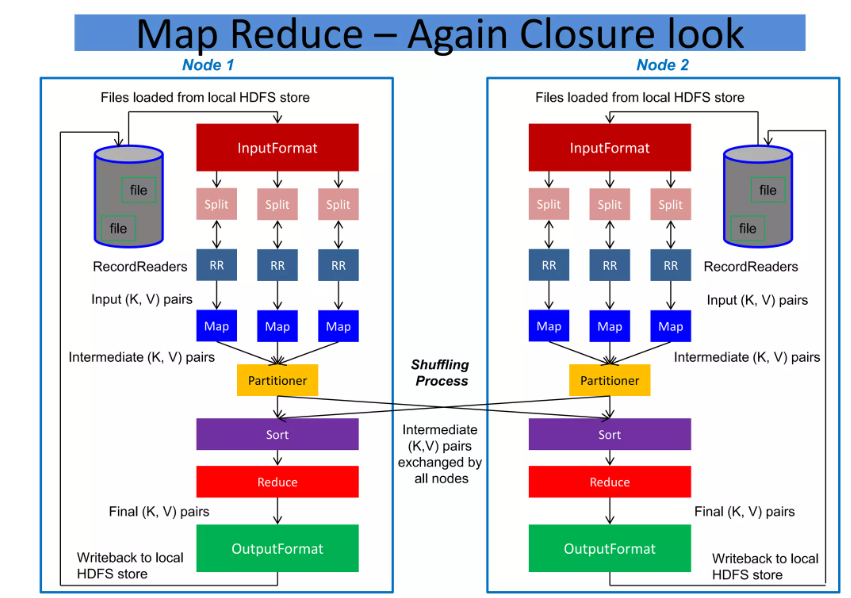 Map Reduce – Again Closure look
Node 1
Files loaded from local HDFS store
InputFormat
file
file
Split
Split
Split
RecordReaders
RR
RR
RR
Input (K, V) pairs
Map
Map
Map
Intermediate (K, V) pairs
Partitioner
Sort
Reduce
Final (K, V) pairs
OutputFormat
Writeback to local
HDFS store
Shuffling
Process
Intermediate
(K,V) pairs
exchanged by
all nodes
Node 2
Files loaded from local HDFS store
InputFormat
file
file
Split
Split
Split
RR
RR
RR
RecordReaders
Input (K, V) pairs
Map
Map
Map
Intermediate (K, V) pairs
Partitioner
Sort
Reduce
Final (K, V) pairs
OutputFormat
Writeback to local
HDFS store